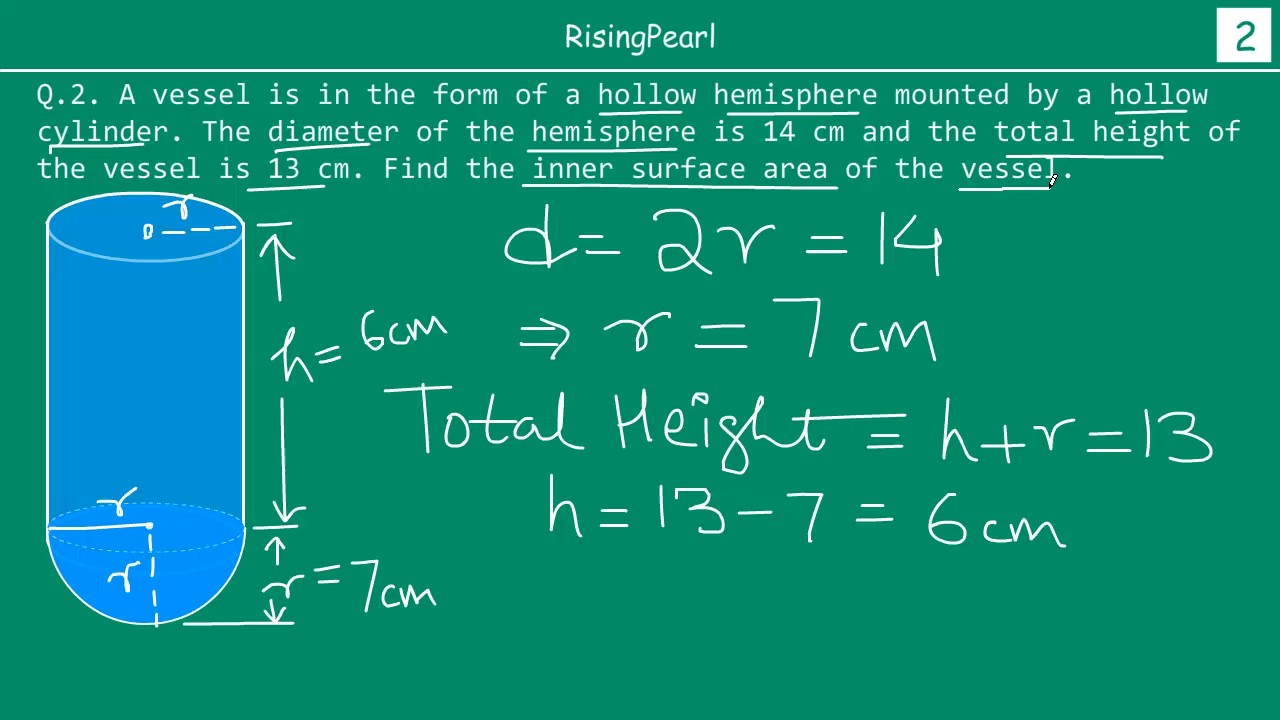 RisingPearl
2
Q.2. A vessel is in the form of a hollow hemisphere mounted by a hollow
cylinder. The diameter of the hemisphere is 14 cm and the total height of
the vessel is 13 cm. Find the inner surface area of the vessel.
r
d = 2r = 14
h = 6cm
⇒ r = 7 cm
Total Height = h+r = 13
r
h = 13 - 7 = 6 cm
r
r = 7cm